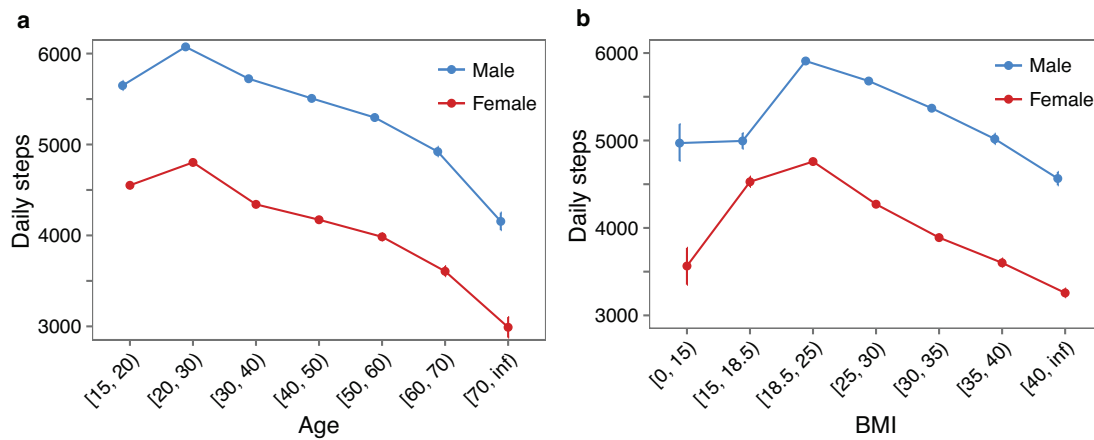 a
Daily steps
6000
5000
4000
3000
Male
Female
[15, 20)
[20, 30)
[30, 40)
[40, 50)
[50, 60)
[60, 70)
[70, inf)
Age
b
Daily steps
6000
5000
4000
3000
Male
Female
[0, 15)
[15, 18.5)
[18.5, 25)
[25, 30)
[30, 35)
[35, 40)
[40, inf)
BMI